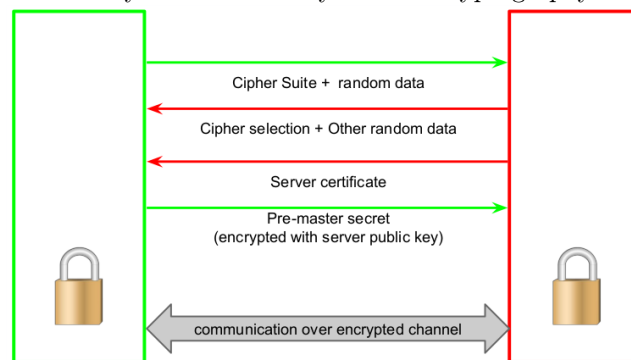 Cipher Suite + random data
Cipher selection + Other random data
Server certificate
Pre-master secret
(encrypted with server public key)
communication over encrypted channel